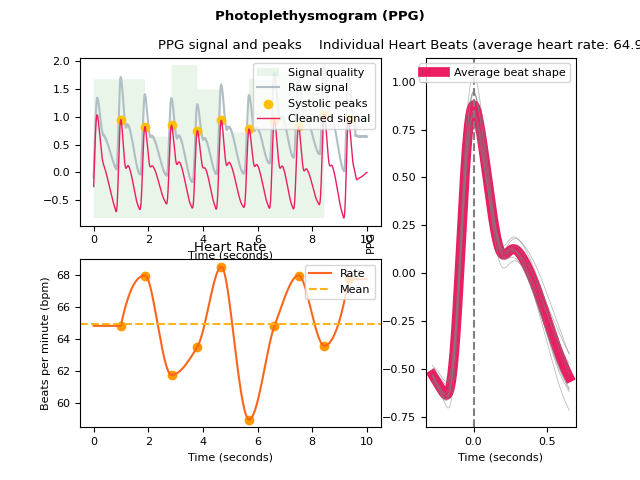 Photoplethysmogram (PPG)
PPG signal and peaks
Individual Heart Beats (average heart rate: 64.9
2.0
1.5
1.0
0.5
0.0
−0.5
Signal quality
Raw signal
Systolic peaks
Cleaned signal
0 2 4 6 8 10
Time (seconds)
Heart Rate
68
66
64
62
60
Beats per minute (bpm)
Rate
Mean
0 2 4 6 8 10
Time (seconds)
PPG
1.00
0.75
0.50
0.25
0.00
−0.25
−0.50
−0.75
Average beat shape
0.0 0.5
Time (seconds)